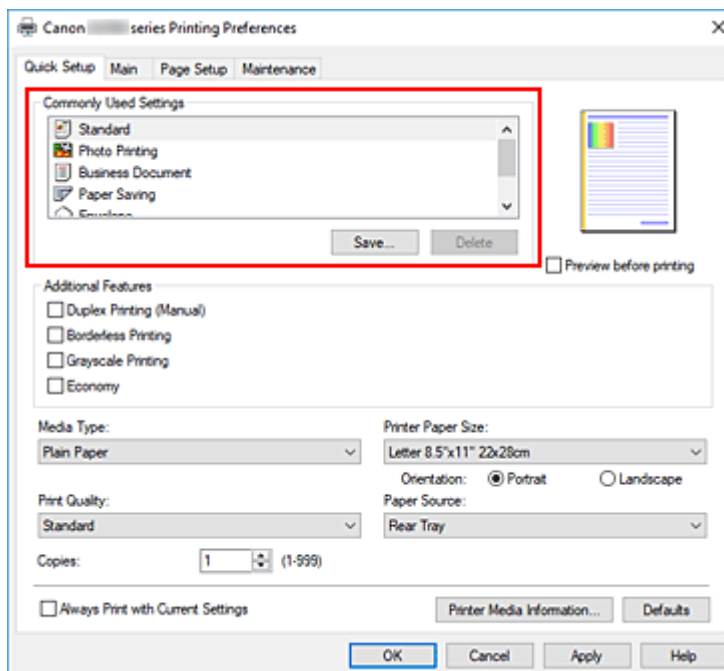 Canon series Printing Preferences
Quick Setup Main Page Setup Maintenance
Commonly Used Settings
Standard
Photo Printing
Business Document
Paper Saving
Envelope
Save... Delete
Preview before printing
Additional Features
Duplex Printing (Manual)
Borderless Printing
Grayscale Printing
Economy
Media Type: Printer Paper Size:
Plain Paper Letter 8.5"x11" 22x28cm
Orientation: Portrait Landscape
Print Quality: Paper Source:
Standard Rear Tray
Copies: 1 (1-999)
Always Print with Current Settings Printer Media Information... Defaults
OK Cancel Apply Help